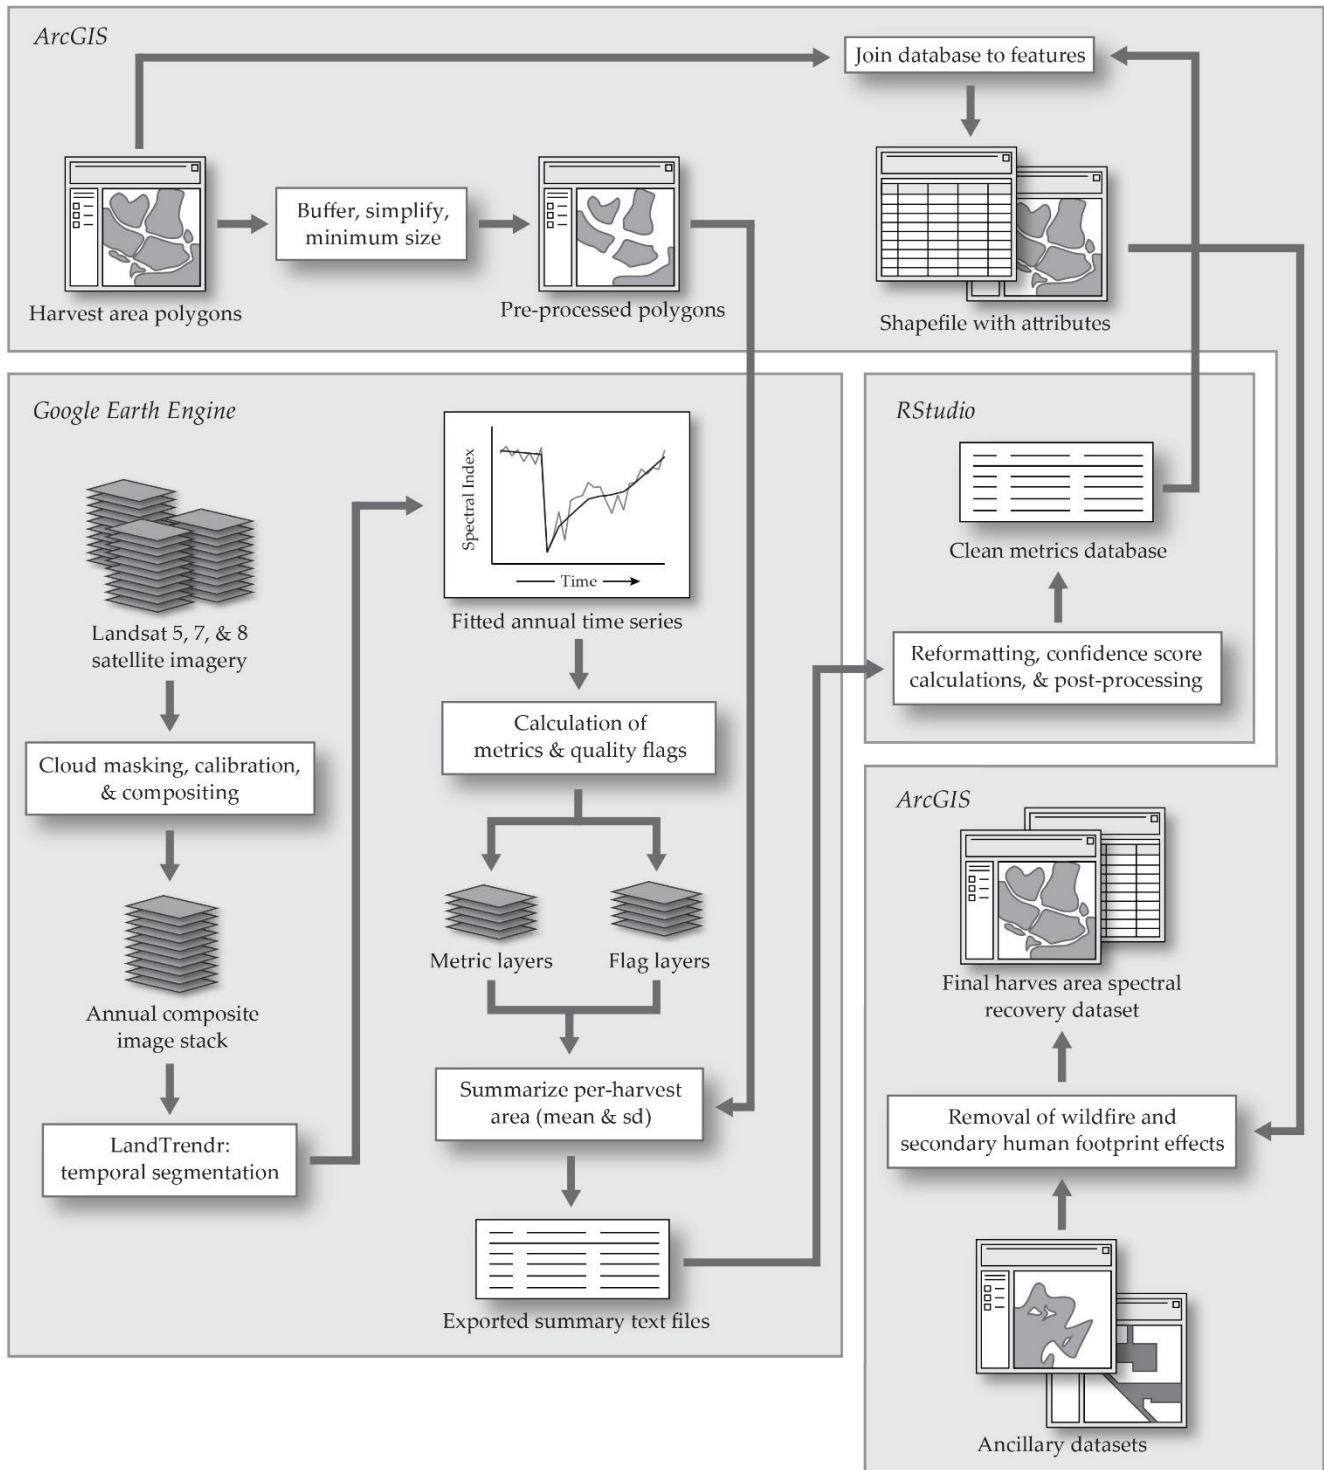 ArcGIS
Join database to features
Buffer, simplify,
minimum size
Harvest area polygons
Pre-processed polygons
Shapefile with attributes
Google Earth Engine
Spectral Index
Time
Fitted annual time series
Landsat 5, 7, & 8
satellite imagery
Cloud masking, calibration,
& compositing
Annual composite
image stack
LandTrendr:
temporal segmentation
Calculation of
metrics & quality flags
Metric layers
Flag layers
Summarize per-harvest
area (mean & sd)
Exported summary text files
RStudio
Clean metrics database
Reformatting, confidence score
calculations, & post-processing
ArcGIS
Final harves area spectral
recovery dataset
Removal of wildfire and
secondary human footprint effects
Ancillary datasets